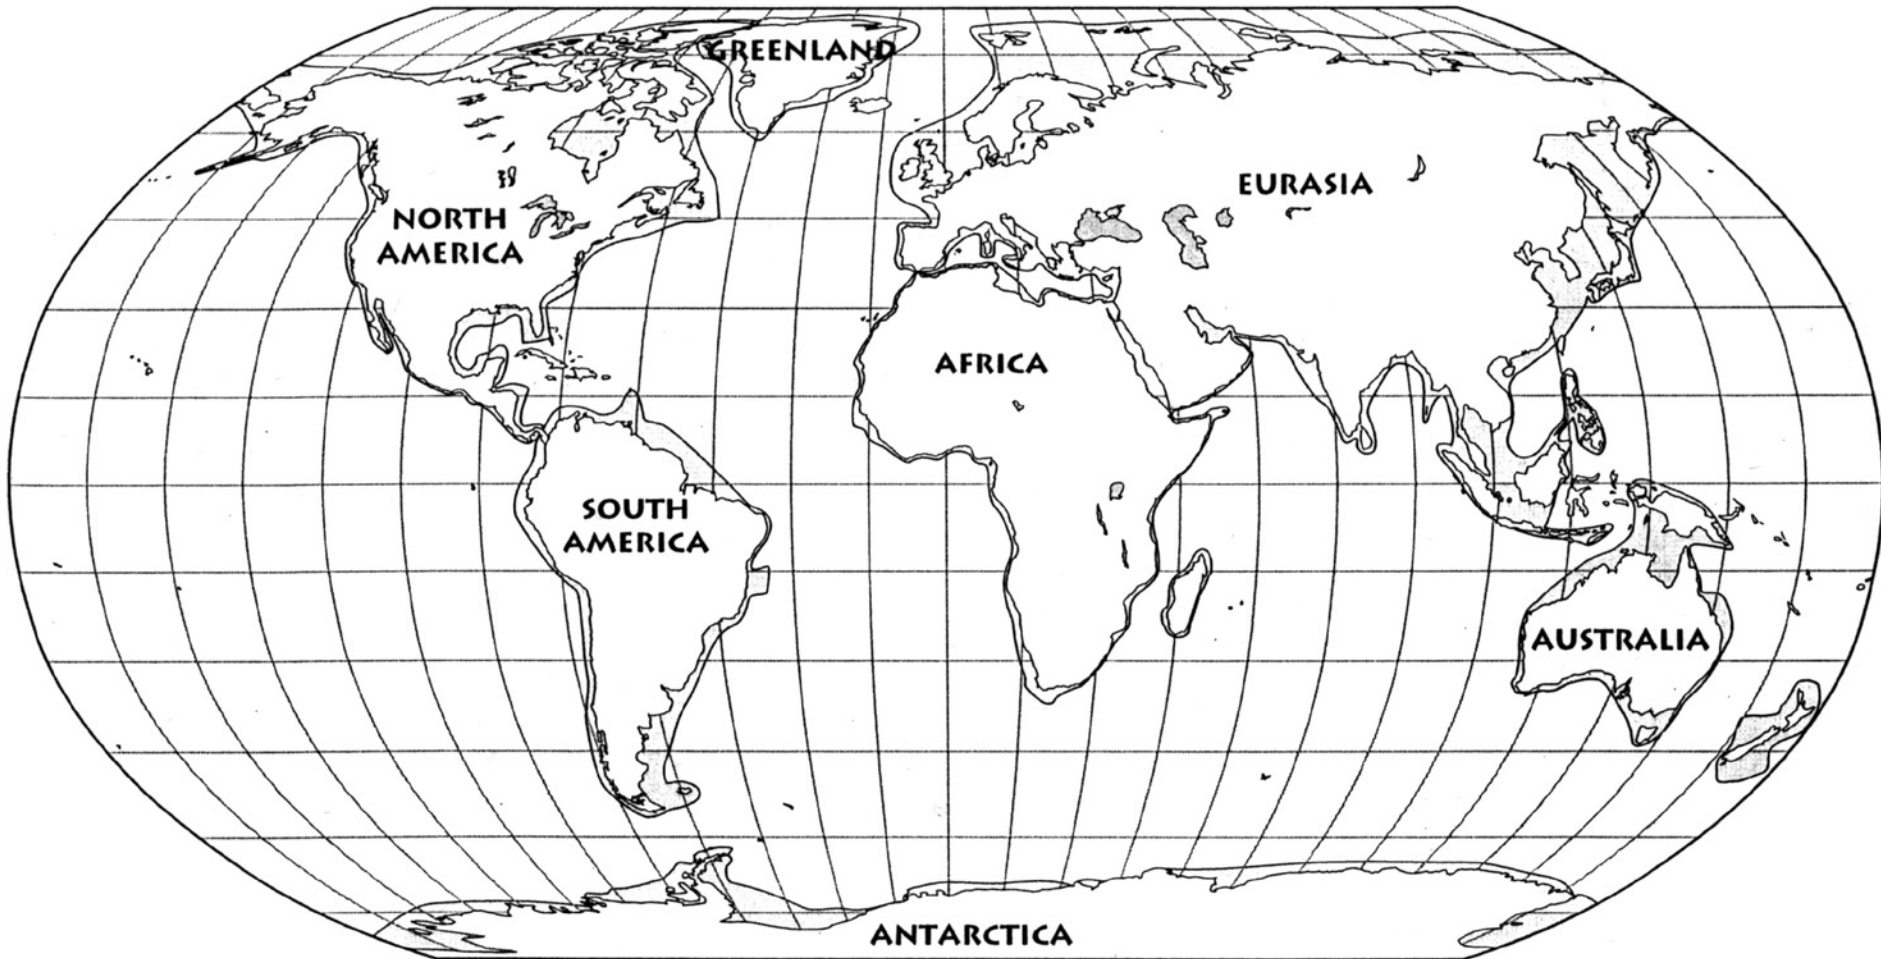 GREENLAND
EURASIA
NORTH
AMERICA
AFRICA
SOUTH
AMERICA
AUSTRALIA
ANTARCTICA